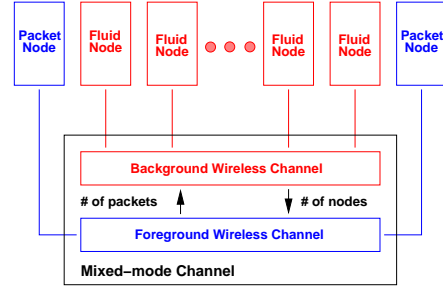 Packet
Node
Fluid
Node
Fluid
Node
Fluid
Node
Fluid
Node
Packet
Node
Background Wireless Channel
# of packets
# of nodes
Foreground Wireless Channel
Mixed−mode Channel